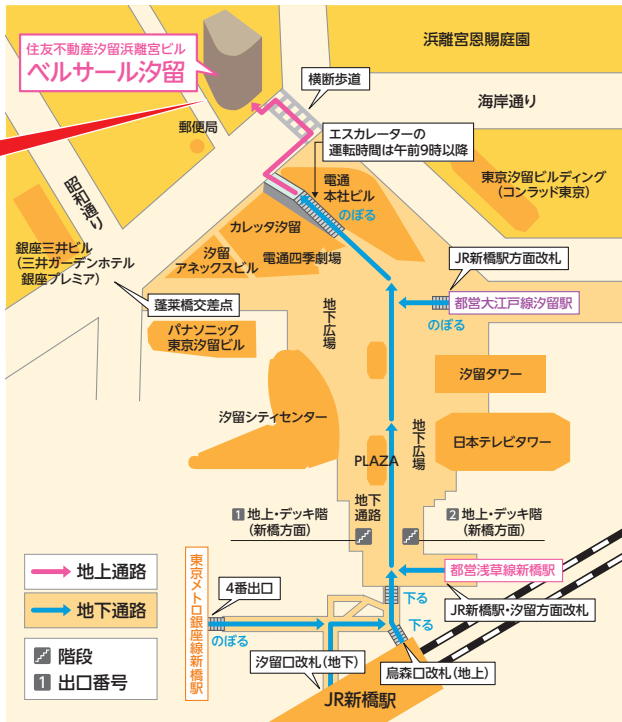 住友不動産汐留浜離宮ビル
ベルサール汐留
浜離宮恩賜庭園
横断歩道
海岸通り
郵便局
エスカレーターの
運転時間は午前9時以降
昭和通り
電通
本社ビル
のぼる
東京汐留ビルディング
(コンラッド東京)
カレッタ汐留
汐留
アネックスビル
電通四季劇場
銀座三井ビル
(三井ガーデンホテル
銀座プレミア)
JR新橋駅方面改札
都営大江戸線汐留駅
のぼる
蓬莱橋交差点
地下広場
パナソニック
東京汐留ビル
汐留タワー
汐留シティセンター
地下広場
日本テレビタワー
PLAZA
地下
通路
1 地上・デッキ階
(新橋方面)
2 地上・デッキ階
(新橋方面)
地上通路
地下通路
階段
1 出口番号
東京メトロ銀座線新橋駅
4番出口
のぼる
都営浅草線新橋駅
JR新橋駅・汐留方面改札
下る
下る
汐留口改札(地下)
烏森口改札(地上)
JR新橋駅